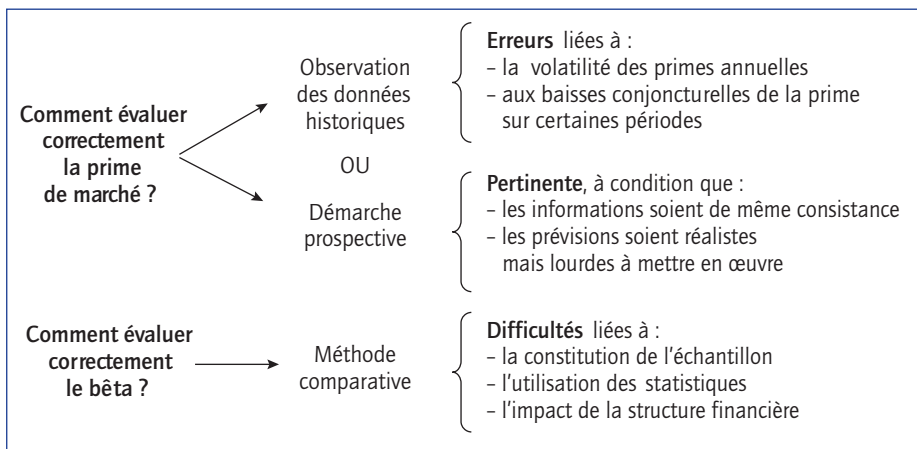 Comment évaluer
correctement
la prime
de marché ?
Observation
des données
historiques
Erreurs liées à :
– la volatilité des primes annuelles
– aux baisses conjoncturelles de la prime
sur certaines périodes
OU
Démarche
prospective
Pertinente, à condition que :
– les informations soient de même consistance
– les prévisions soient réalistes
mais lourdes à mettre en œuvre
Comment évaluer
correctement
le bêta ?
Méthode
comparative
Difficultés liées à :
– la constitution de l'échantillon
– l'utilisation des statistiques
– l'impact de la structure financière